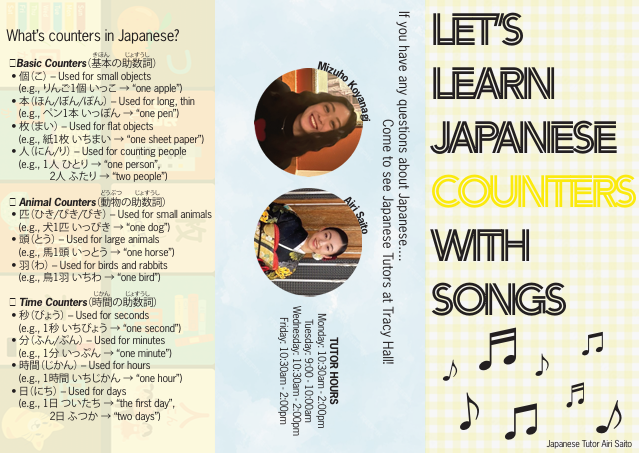 What's counters in Japanese?
きほん じょすうし
□Basic Counters(基本の助数詞)
• 個(こ) – Used for small objects
(e.g., りんご1個 いっこ → "one apple")
• 本(ほん/ぼん/ぽん) – Used for long, thin
(e.g., ペン1本 いっぽん → "one pen")
• 枚(まい) – Used for flat objects
(e.g., 紙1枚 いちまい → "one sheet paper")
• 人(にん/り) – Used for counting people
(e.g., 1人 ひとり → "one person",
2人 ふたり → "two people")
どうぶつ じょすうし
□ Animal Counters(動物の助数詞)
• 匹(ひき/びき/ぴき) – Used for small animals
(e.g., 犬1匹 いっぴき → "one dog")
• 頭(とう) – Used for large animals
(e.g., 馬1頭 いっとう → "one horse")
• 羽(わ) – Used for birds and rabbits
(e.g., 鳥1羽 いちわ → "one bird")
じかん じょすうし
□ Time Counters(時間の助数詞)
• 秒(びょう) – Used for seconds
(e.g., 1秒 いちびょう → "one second")
• 分(ふん/ぷん) – Used for minutes
(e.g., 1分 いっぷん → "one minute")
• 時間(じかん) – Used for hours
(e.g., 1時間 いちじかん → "one hour")
• 日(にち) – Used for days
(e.g., 1日 ついたち → "the first day",
2日 ふつか → "two days")
If you have any questions about Japanese....
Come to see Japanese Tutors at Tracy Hall!
Mizuho Koyanagi
Airi Saito
TUTOR HOURS
Monday: 10:30am - 2:00pm
Tuesday: 9:00 - 10:00am
Wednesday: 10:30am - 2:00pm
Friday: 10:30am - 2:00pm
LET'S
LEARN
JAPANESE
COUNTERS
WITH
SONGS
Japanese Tutor Airi Saito